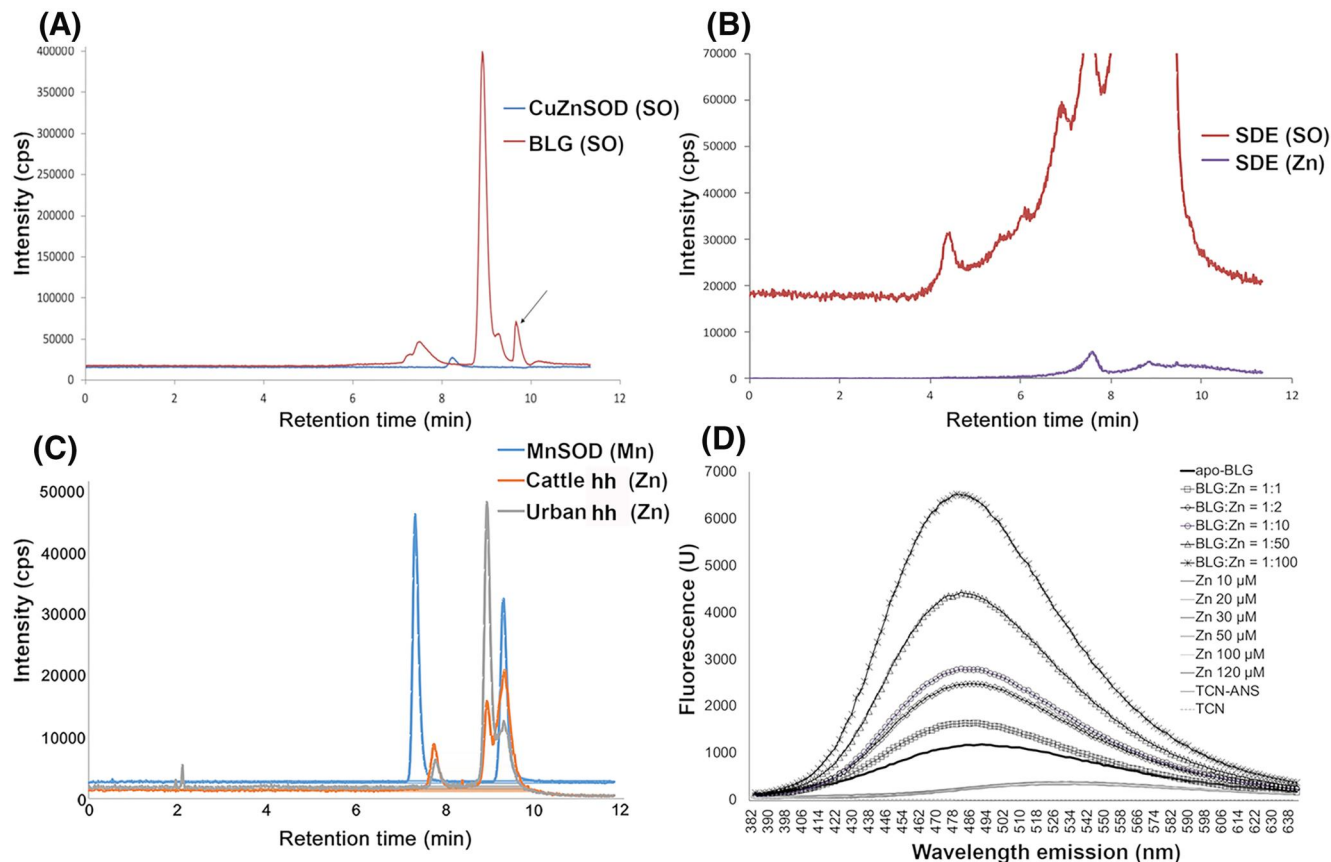 (A)
400000
350000
300000
250000
200000
150000
100000
50000
0
0 2 4 6 8 10 12
Intensity (cps)
Retention time (min)
CuZnSOD (SO)
BLG (SO)
(B)
70000
60000
50000
40000
30000
20000
10000
0
0 2 4 6 8 10 12
Intensity (cps)
Retention time (min)
SDE (SO)
SDE (Zn)
(C)
50000
40000
30000
20000
10000
0
0 2 4 6 8 10 12
Intensity (cps)
Retention time (min)
MnSOD (Mn)
Cattle hh (Zn)
Urban hh (Zn)
(D)
7000
6000
5000
4000
3000
2000
1000
0
Fluorescence (U)
382 390 398 406 414 422 430 438 446 454 462 470 478 486 494 502 510 518 526 534 542 550 558 566 574 582 590 598 606 614 622 630 638
Wavelength emission (nm)
apo-BLG
BLG:Zn = 1:1
BLG:Zn = 1:2
BLG:Zn = 1:10
BLG:Zn = 1:50
BLG:Zn = 1:100
Zn 10 µM
Zn 20 µM
Zn 30 µM
Zn 50 µM
Zn 100 µM
Zn 120 µM
TCN-ANS
TCN